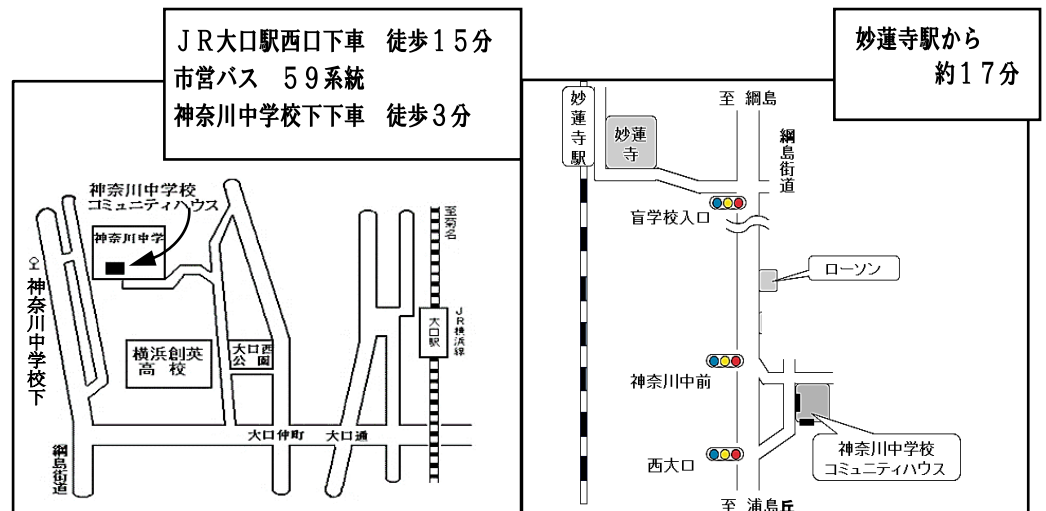 ＪＲ大口駅西口下車　徒歩１５分
市営バス　５９系統
神奈川中学校下下車　徒歩３分
神奈川中学校
コミュニティハウス
神奈川中学
神奈川中学校下
横浜創英
高　校
大口西
公　園
至菊名
ＪＲ横浜線
大口駅
大口仲町
大口通
綱島街道
妙蓮寺駅から
約１７分
妙蓮寺駅
妙蓮
寺
至　綱島
綱島街道
盲学校入口
ローソン
神奈川中前
西大口
神奈川中学校
コミュニティハウス
至　浦島丘